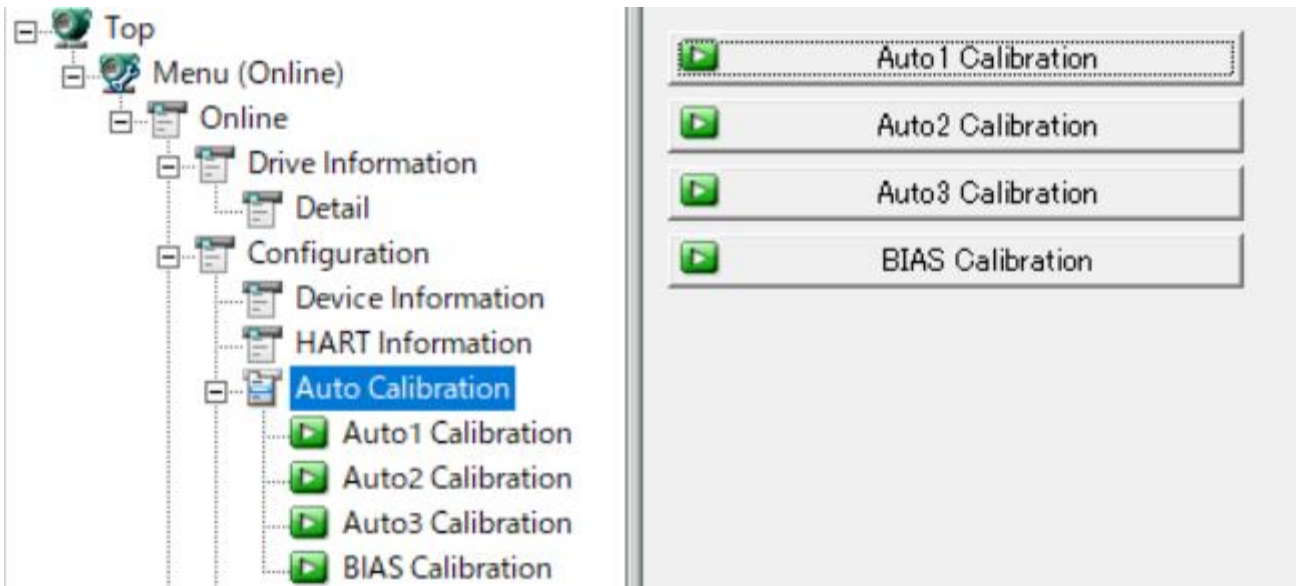 Top
Menu (Online)
Online
Drive Information
Detail
Configuration
Device Information
HART Information
Auto Calibration
Auto1 Calibration
Auto2 Calibration
Auto3 Calibration
BIAS Calibration
Auto1 Calibration
Auto2 Calibration
Auto3 Calibration
BIAS Calibration